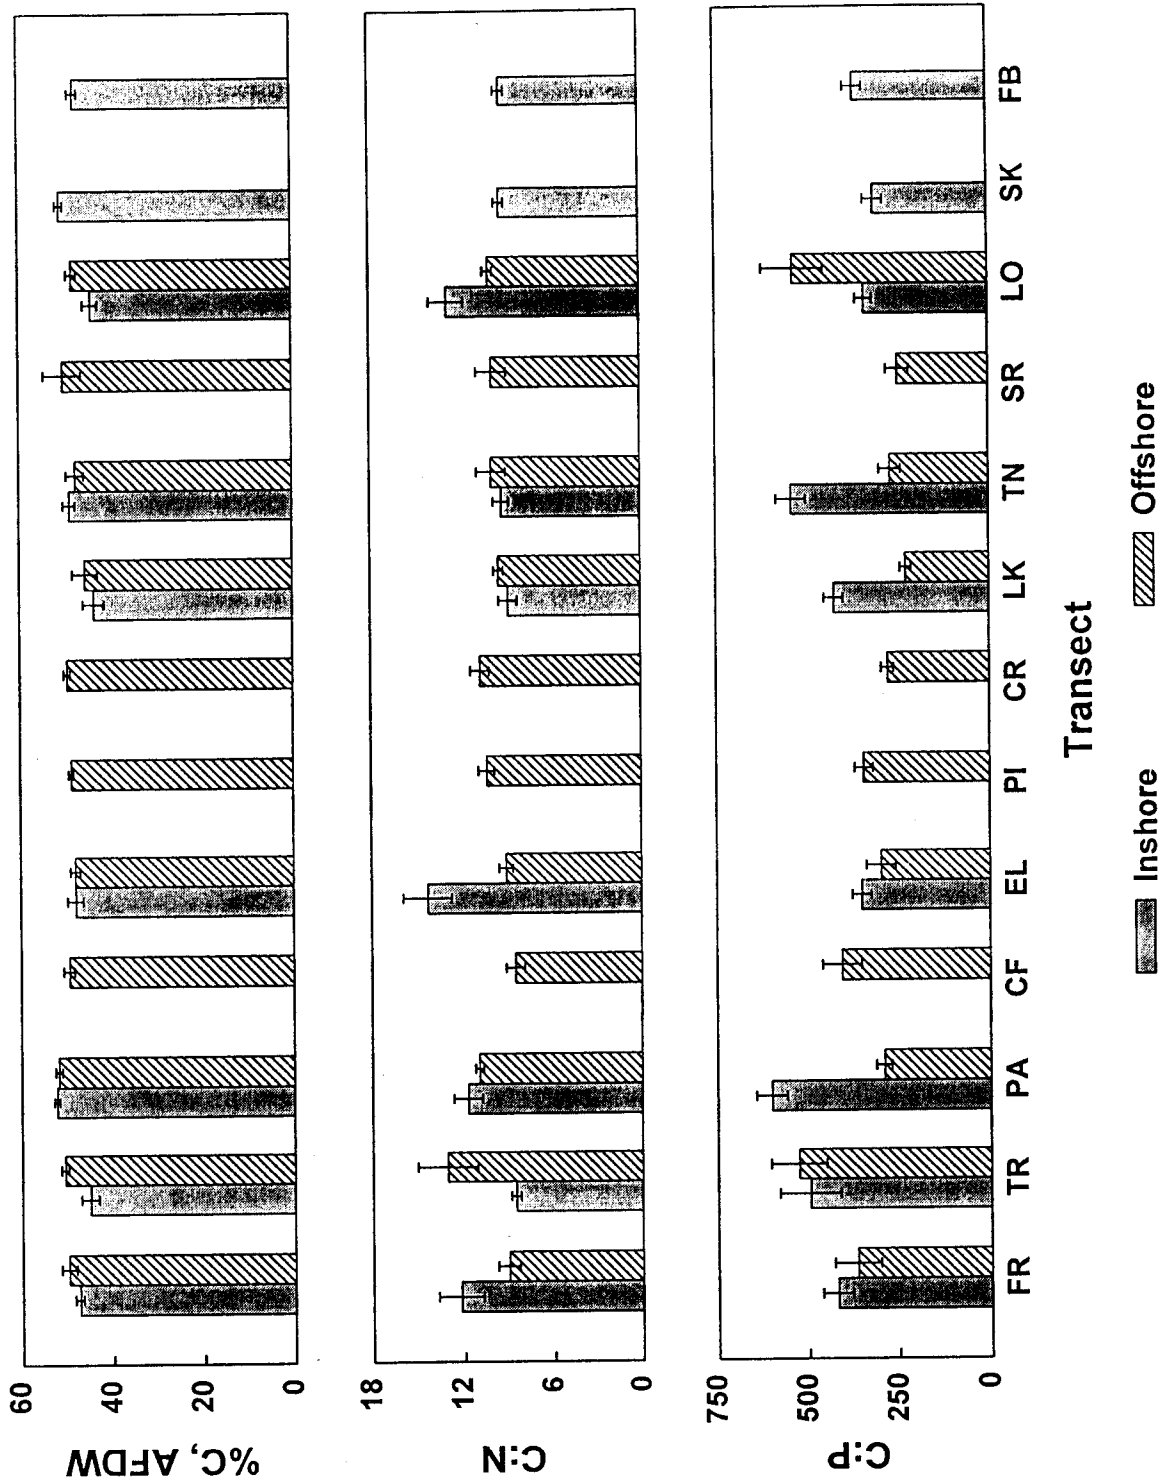 %C, AFDW
60
40
20
0
C:N
18
12
6
0
C:P
750
500
250
0
FR TR PA CF EL PI CR LK TN SR LO SK FB
Transect
Inshore Offshore